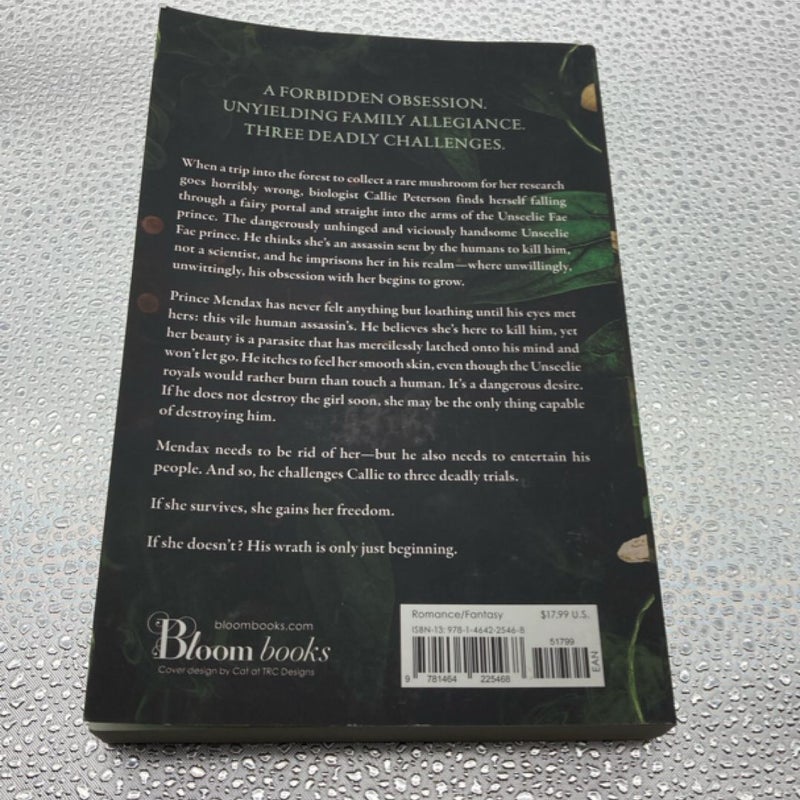 A FORBIDDEN OBSESSION.
UNYIELDING FAMILY ALLEGIANCE.
THREE DEADLY CHALLENGES.
When a trip into the forest to collect a rare mushroom for her research
goes horribly wrong, biologist Callie Peterson finds herself falling
through a fairy portal and straight into the arms of the Unseelie Fae
prince. The dangerously unhinged and viciously handsome Unseelie
Fae prince. He thinks she's an assassin sent by the humans to kill him,
not a scientist, and he imprisons her in his realm—where unwillingly,
unwittingly, his obsession with her begins to grow.
Prince Mendax has never felt anything but loathing until his eyes met
hers: this vile human assassin's. He believes she's here to kill him, yet
her beauty is a parasite that has mercilessly latched onto his mind and
won't let go. He itches to feel her smooth skin, even though the Unseelie
royals would rather burn than touch a human. It's a dangerous desire.
If he does not destroy the girl soon, she may be the only thing capable
of destroying him.
Mendax needs to be rid of her—but he also needs to entertain his
people. And so, he challenges Callie to three deadly trials.
If she survives, she gains her freedom.
If she doesn't? His wrath is only just beginning.
bloombooks.com
Bloom books
Cover design by Cat at TRC Designs
Romance/Fantasy $17.99 U.S.
ISBN-13: 978-1-4642-2546-8
51799
EAN
9 781464 225468